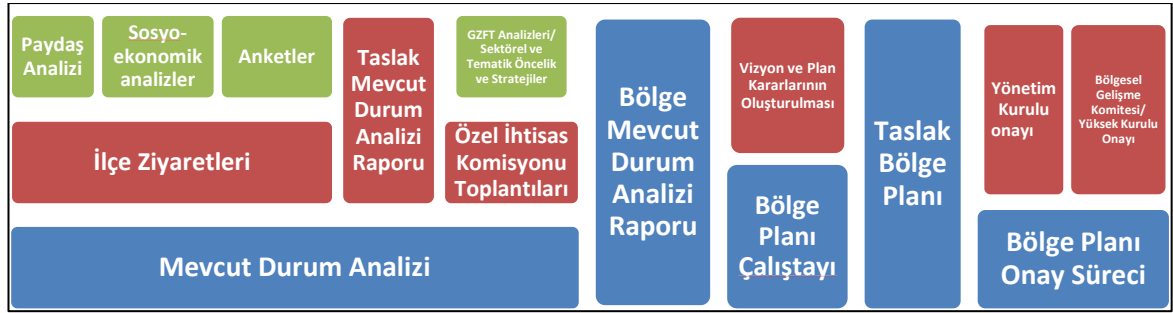 Paydaş
Analizi
Sosyo-
ekonomik
analizler
Anketler
Taslak
Mevcut
Durum
Analizi
Raporu
GZFT Analizleri/
Sektörel ve
Tematik Öncelik
ve Stratejiler
İlçe Ziyaretleri
Özel İhtisas
Komisyonu
Toplantıları
Mevcut Durum Analizi
Bölge
Mevcut
Durum
Analizi
Raporu
Vizyon ve Plan
Kararlarının
Oluşturulması
Bölge
Planı
Çalıştayı
Taslak
Bölge
Planı
Yönetim
Kurulu
onayı
Bölgesel
Gelişme
Komitesi/
Yüksek Kurulu
Onayı
Bölge Planı
Onay Süreci